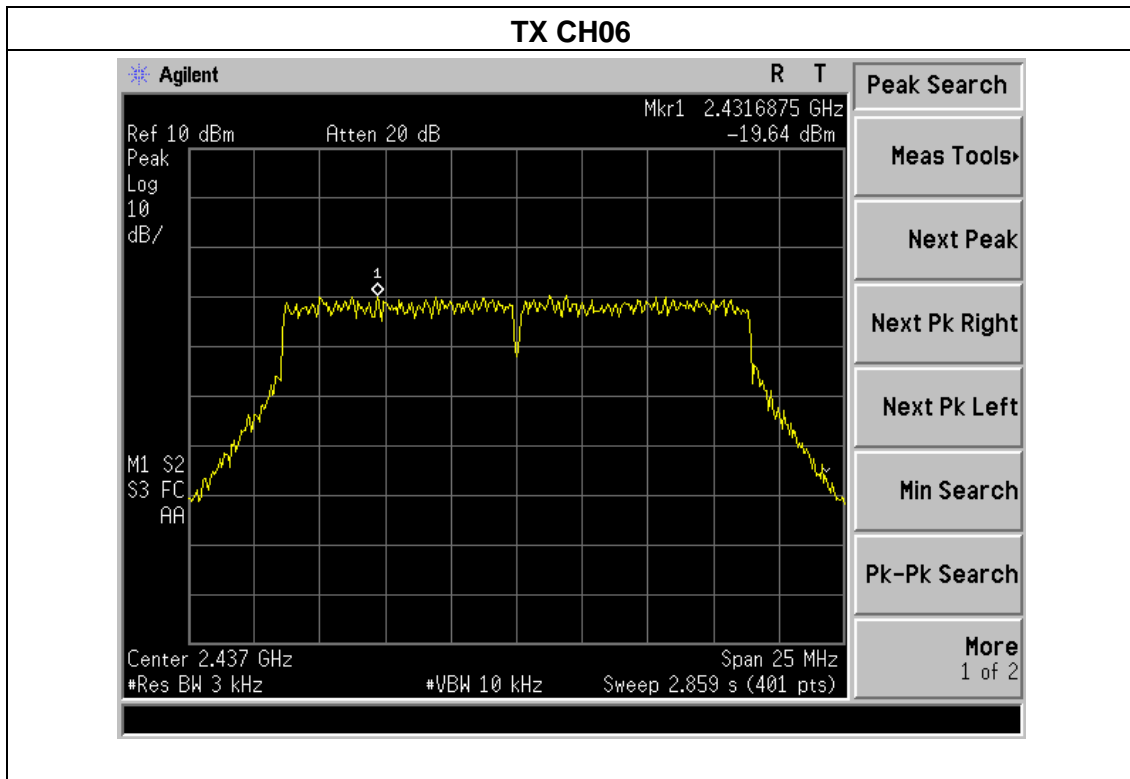 TX CH06
Agilent
R T
Mkr1 2.4316875 GHz
Ref 10 dBm Atten 20 dB -19.64 dBm
Peak
Log
10
dB/
1
M1 S2
S3 FC
AA
Center 2.437 GHz Span 25 MHz
#Res BW 3 kHz #VBW 10 kHz Sweep 2.859 s (401 pts)
Peak Search
Meas Tools
Next Peak
Next Pk Right
Next Pk Left
Min Search
Pk-Pk Search
More
1 of 2